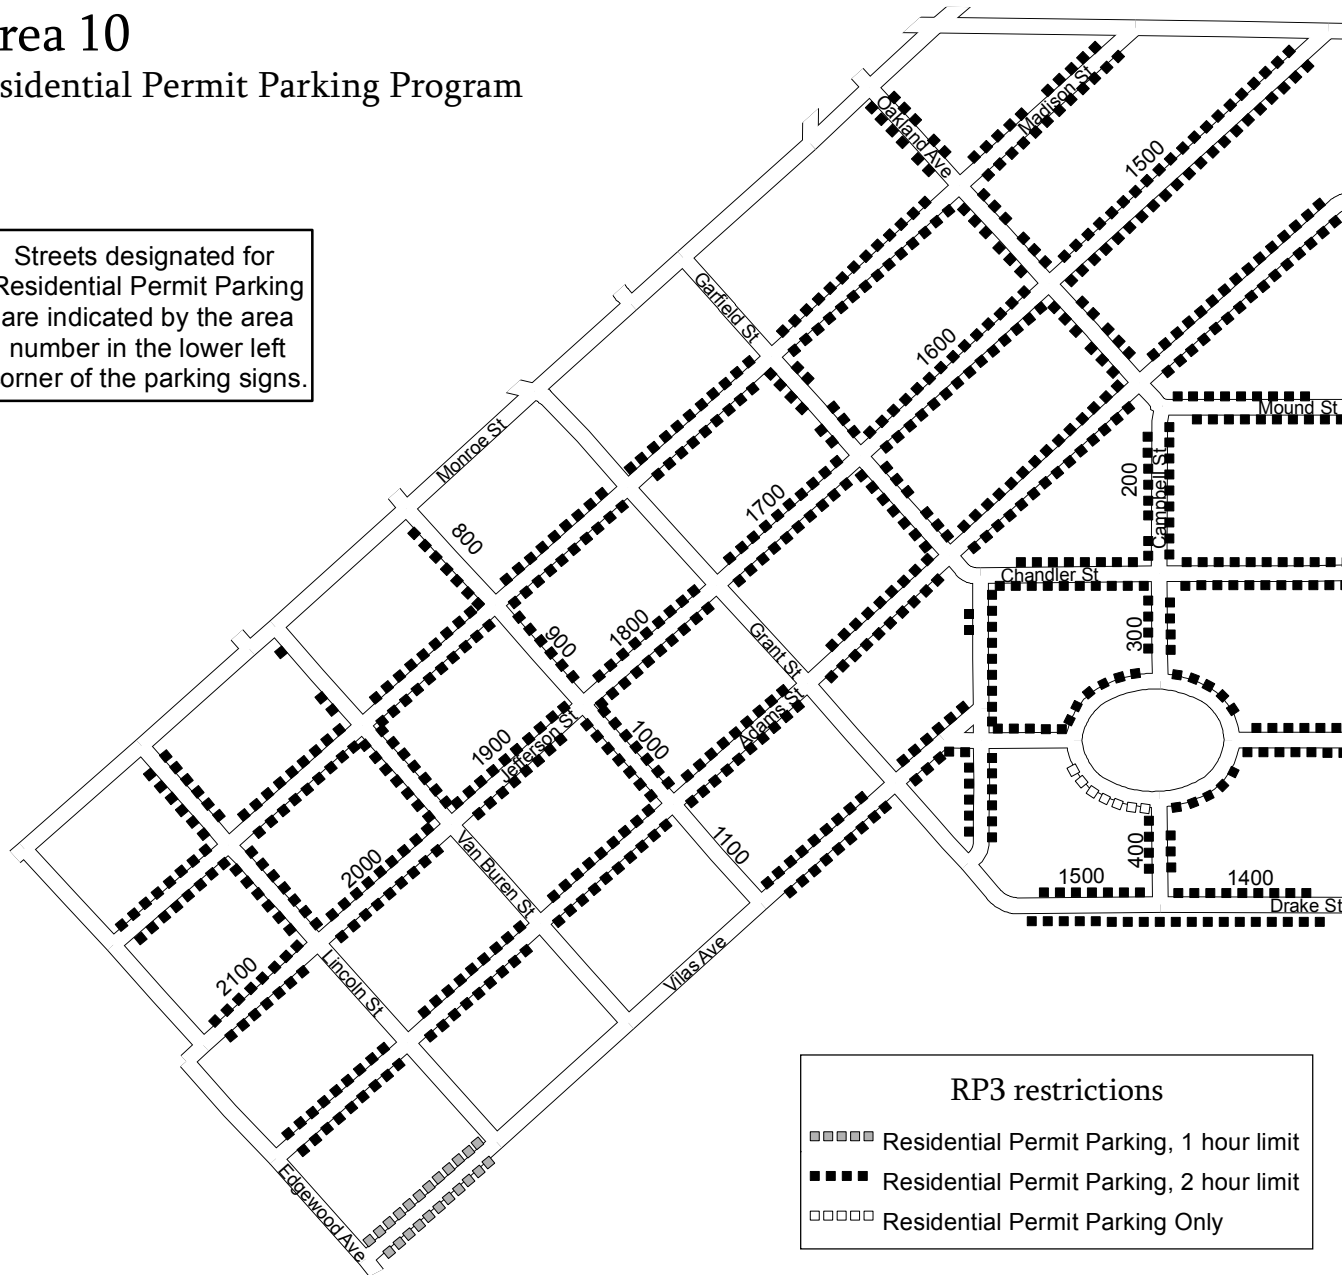 rea 10
sidential Permit Parking Program
Streets designated for
Residential Permit Parking
are indicated by the area
number in the lower left
orner of the parking signs.
Oakland Ave
Madison St
1500
Garfield St
1600
Monroe St
Mound St
200
Campbell St
1700
800
Chandler St
900
1800
300
Grant St
Adams St
1000
Jefferson St
1900
Van Buren St
1100
2000
400
1500
1400
Drake St
2100
Lincoln St
Vilas Ave
Edgewood Ave
RP3 restrictions
Residential Permit Parking, 1 hour limit
Residential Permit Parking, 2 hour limit
Residential Permit Parking Only